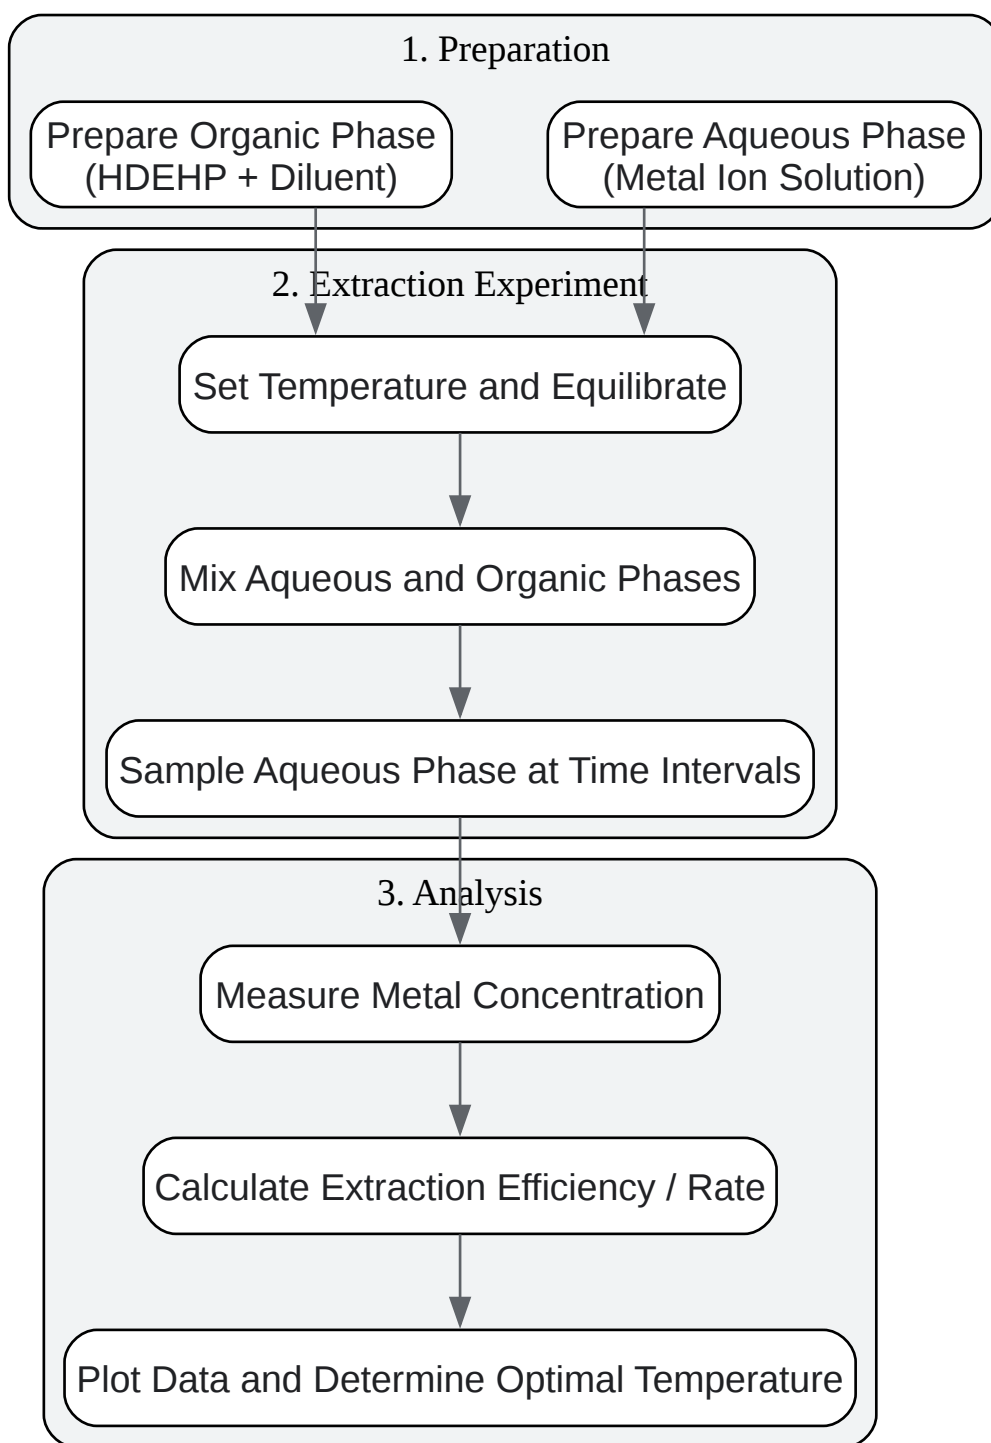 1. Preparation
Prepare Organic Phase
(HDEHP + Diluent)
Prepare Aqueous Phase
(Metal Ion Solution)
2. Extraction Experiment
Set Temperature and Equilibrate
Mix Aqueous and Organic Phases
Sample Aqueous Phase at Time Intervals
3. Analysis
Measure Metal Concentration
Calculate Extraction Efficiency / Rate
Plot Data and Determine Optimal Temperature